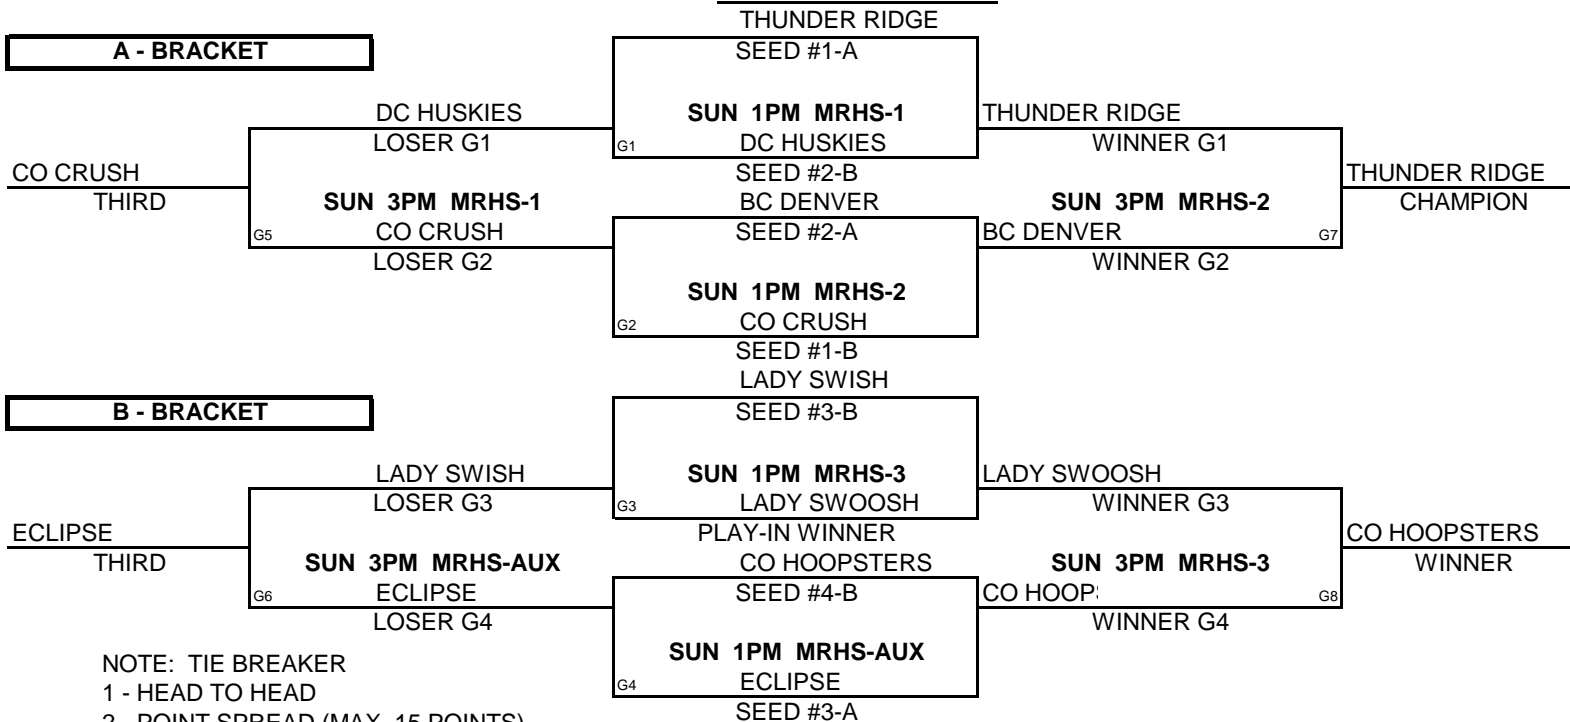 THUNDER RIDGE
A - BRACKET
SEED #1-A
DC HUSKIES
SUN 1PM MRHS-1
THUNDER RIDGE
LOSER G1
G1
DC HUSKIES
WINNER G1
CO CRUSH
SEED #2-B
THUNDER RIDGE
THIRD
SUN 3PM MRHS-1
BC DENVER
SUN 3PM MRHS-2
CHAMPION
G5
CO CRUSH
SEED #2-A
BC DENVER
G7
LOSER G2
WINNER G2
SUN 1PM MRHS-2
G2
CO CRUSH
SEED #1-B
LADY SWISH
B - BRACKET
SEED #3-B
LADY SWISH
SUN 1PM MRHS-3
LADY SWOOSH
LOSER G3
G3
LADY SWOOSH
WINNER G3
ECLIPSE
PLAY-IN WINNER
CO HOOPSTERS
THIRD
SUN 3PM MRHS-AUX
CO HOOPSTERS
SUN 3PM MRHS-3
WINNER
G6
ECLIPSE
SEED #4-B
CO HOOP
G8
LOSER G4
WINNER G4
SUN 1PM MRHS-AUX
NOTE: TIE BREAKER
G4
ECLIPSE
1 - HEAD TO HEAD
SEED #3-A
2 - POINT SPREAD (MAX. 15 POINTS)